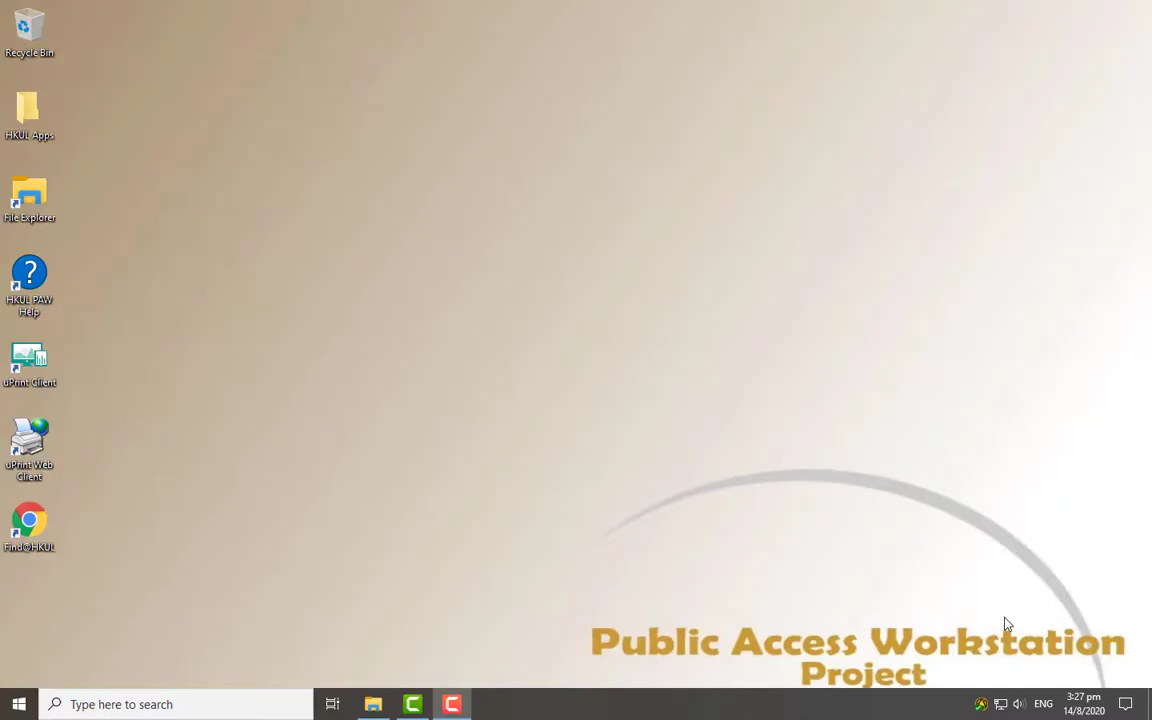 Recycle Bin
HKUL Apps
File Explorer
HKUL PAW
Help
uPrint Client
uPrint Web
Client
Find@HKUL
Public Access Workstation
Project
Type here to search
ENG
3:27 pm
14/8/2020